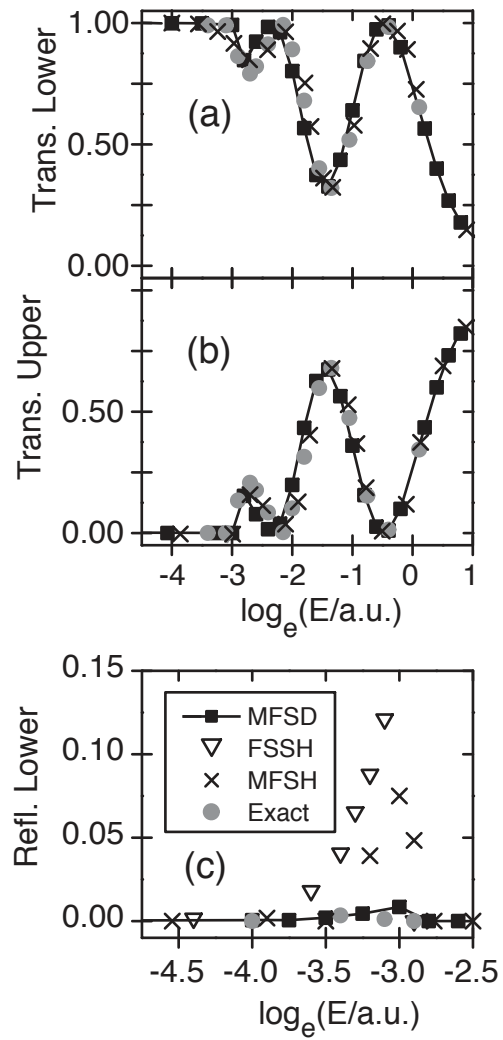 1.00
Trans. Lower
(a)
0.50
0.00
Trans. Upper
(b)
0.50
0.00
-4 -3 -2 -1 0 1
log_e(E/a.u.)
0.15
Refl. Lower
MFSD
0.10
FSSH
MFSH
0.05
Exact
(c)
0.00
-4.5 -4.0 -3.5 -3.0 -2.5
log_e(E/a.u.)